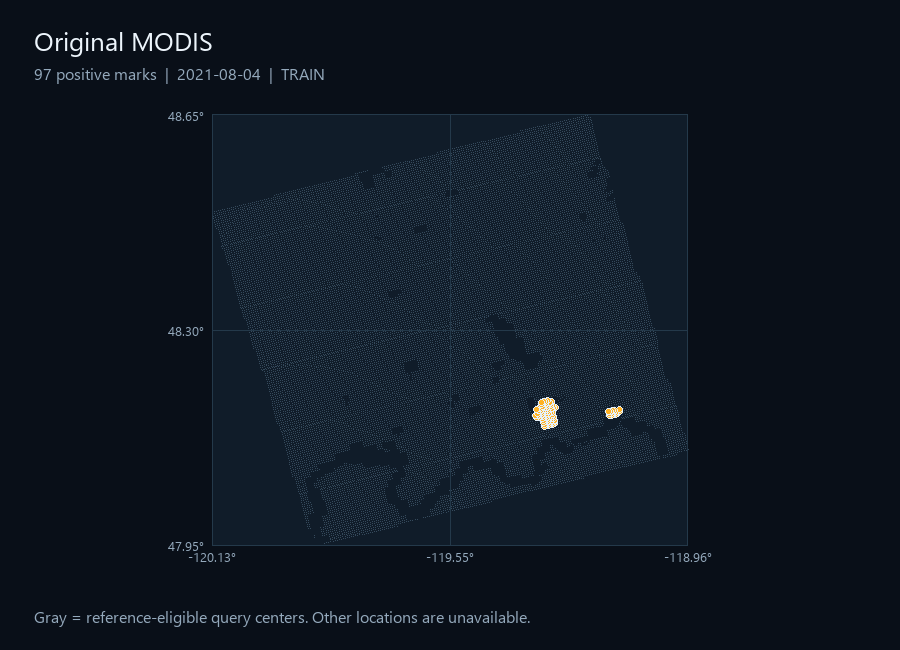 Original MODIS
97 positive marks | 2021-08-04 | TRAIN
48.65°
48.30°
47.95°
-120.13°
-119.55°
-118.96°
Gray = reference-eligible query centers. Other locations are unavailable.